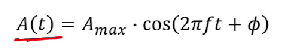 A(t) = A_max · cos(2πft + ϕ)